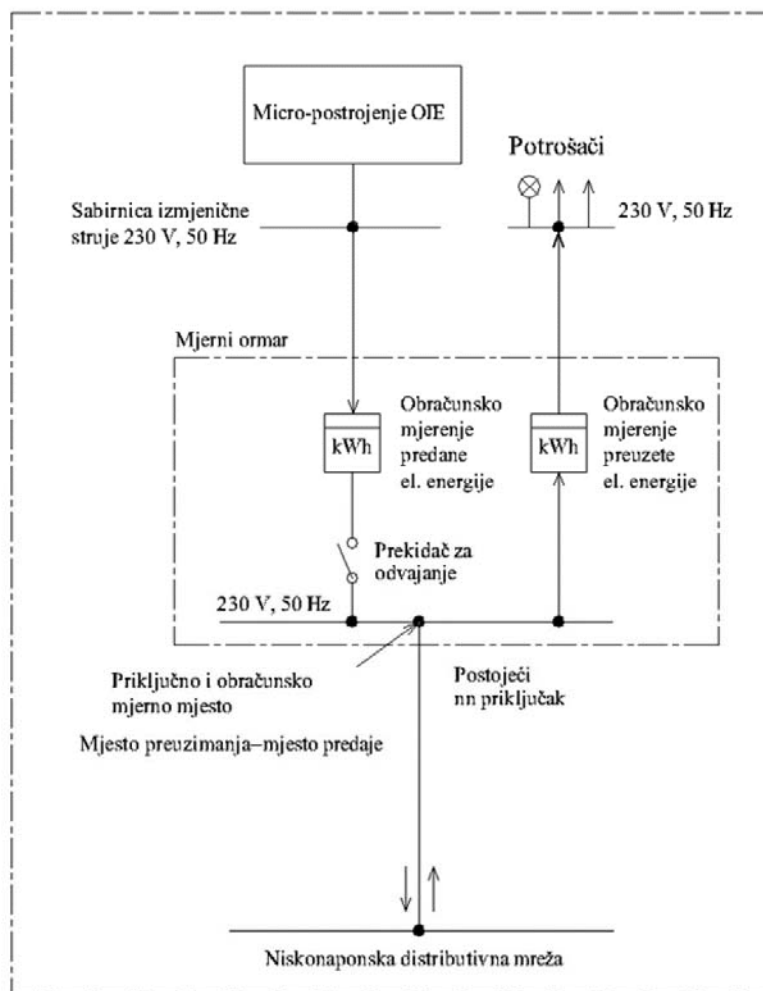 Micro-postrojenje OIE
Potrošači
Sabirnica izmjenične
struje 230 V, 50 Hz
230 V, 50 Hz
Mjerni ormar
kWh
Obračunsko
mjerenje
predane
el. energije
kWh
Obračunsko
mjerenje
preuzete
el. energije
Prekidač za
odvajanje
230 V, 50 Hz
Priključno i obračunsko
mjerno mjesto
Postojeći
nn priključak
Mjesto preuzimanja–mjesto predaje
Niskonaponska distributivna mreža